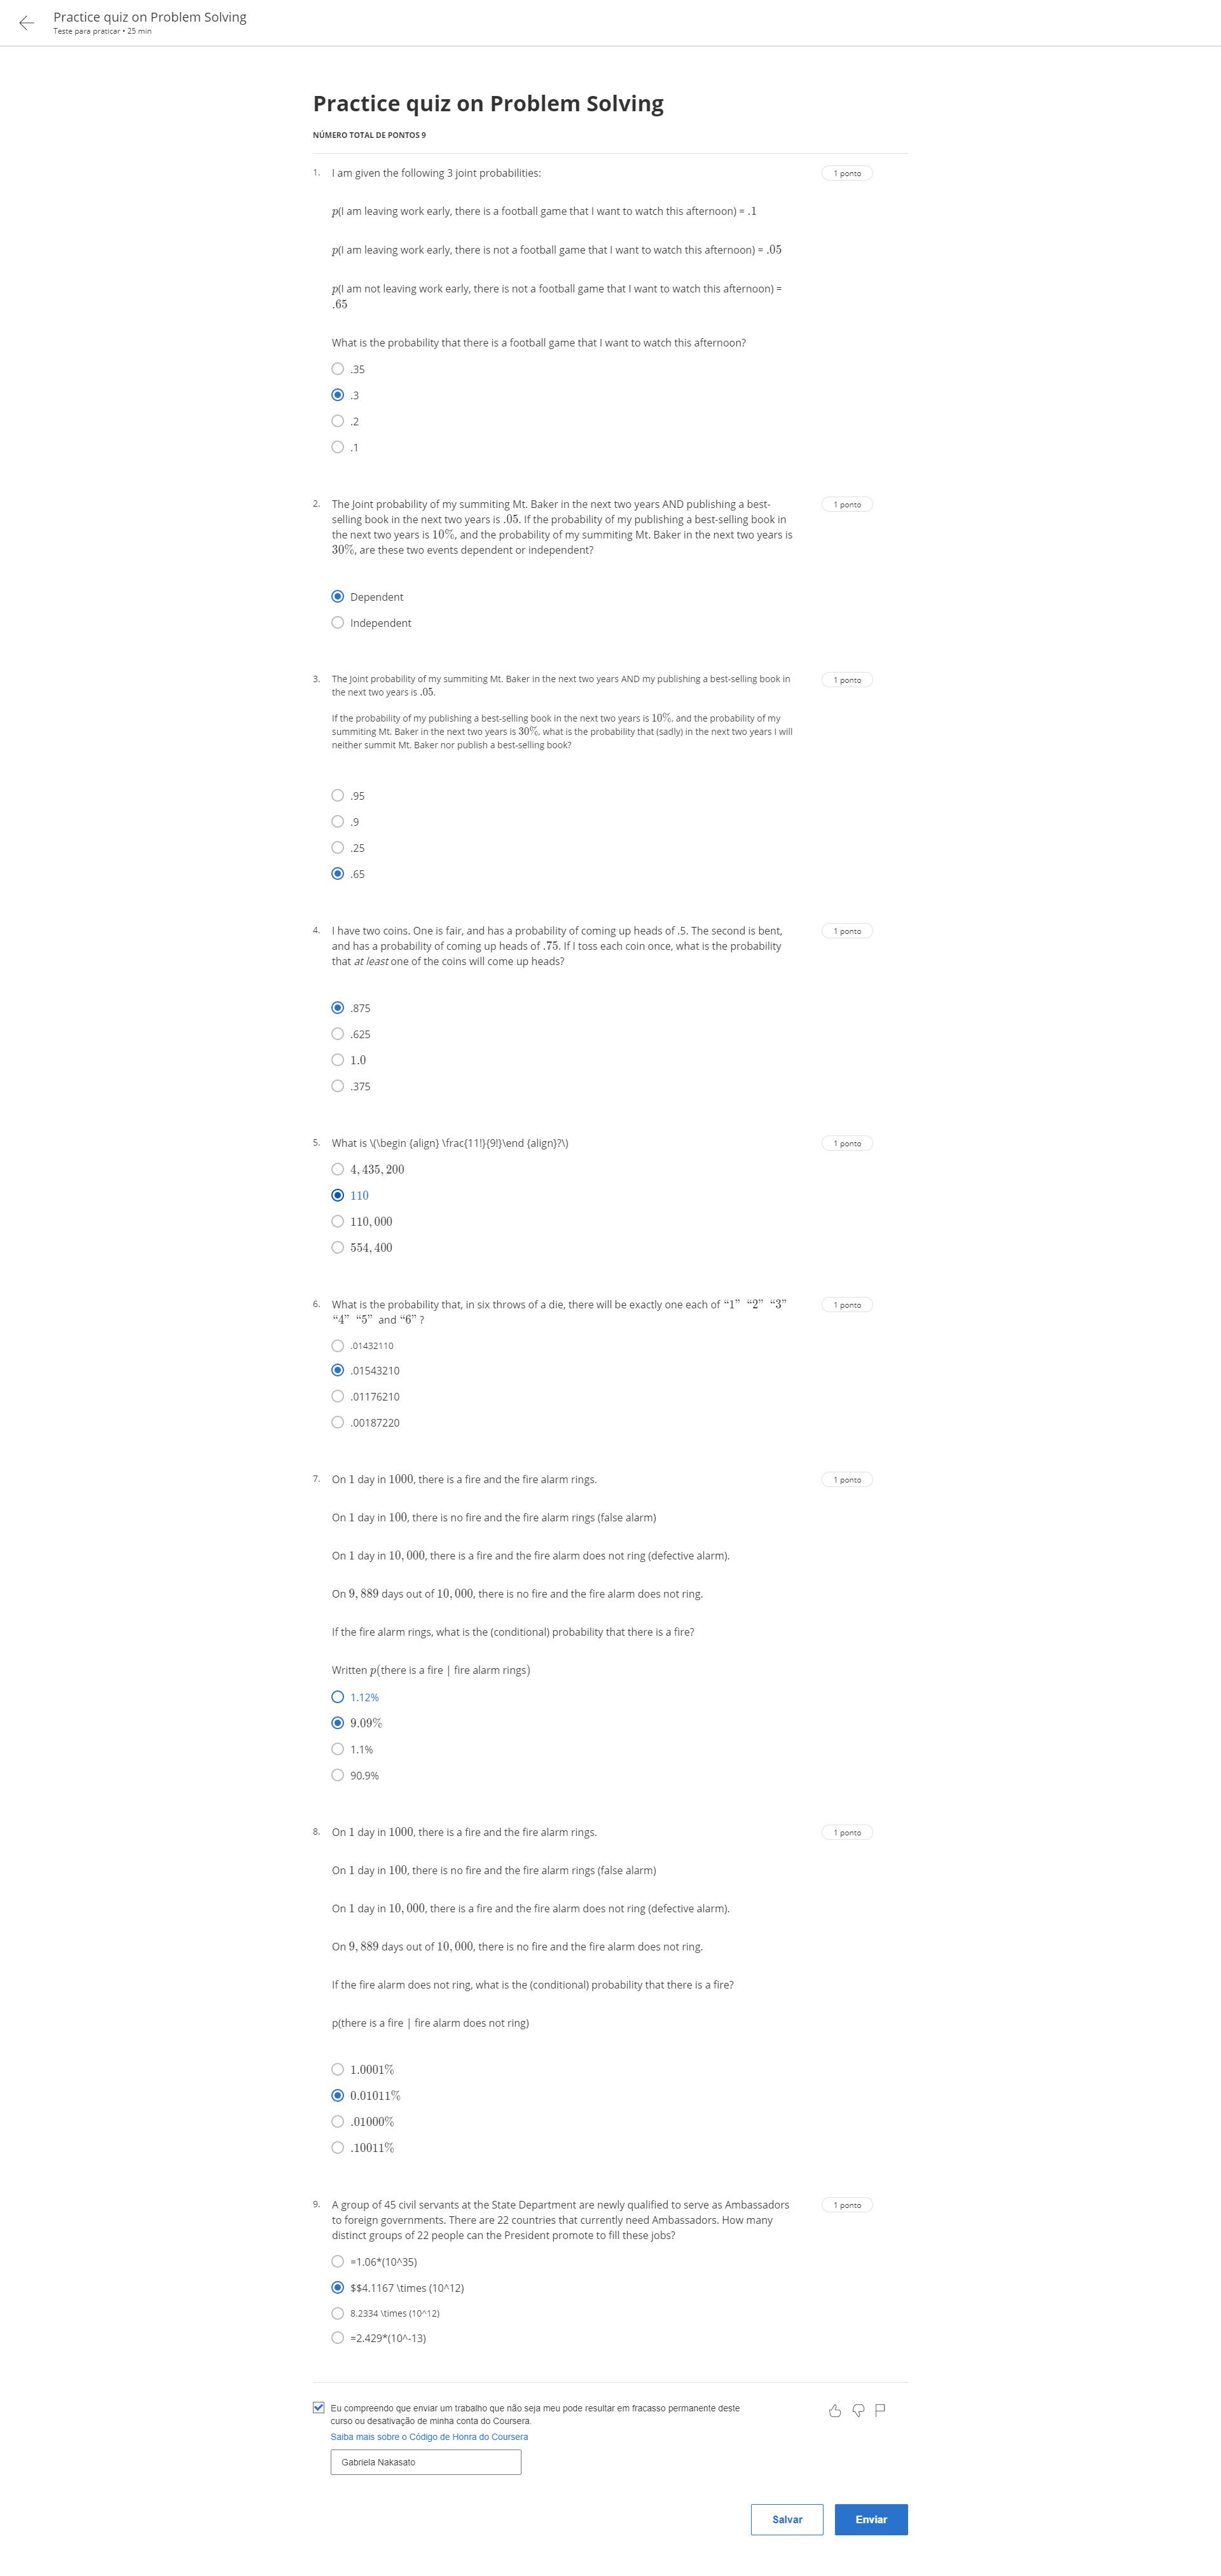 Practice quiz on Problem Solving
Teste para praticar • 25 min
Practice quiz on Problem Solving
NÚMERO TOTAL DE PONTOS 9
1. I am given the following 3 joint probabilities: 1 ponto
p(I am leaving work early, there is a football game that I want to watch this afternoon) = .1
p(I am leaving work early, there is not a football game that I want to watch this afternoon) = .05
p(I am not leaving work early, there is not a football game that I want to watch this afternoon) =
.65
What is the probability that there is a football game that I want to watch this afternoon?
.35
.3
.2
.1
2. The Joint probability of my summiting Mt. Baker in the next two years AND publishing a best- 1 ponto
selling book in the next two years is .05. If the probability of my publishing a best-selling book in
the next two years is 10%, and the probability of my summiting Mt. Baker in the next two years is
30%, are these two events dependent or independent?
Dependent
Independent
3. The Joint probability of my summiting Mt. Baker in the next two years AND my publishing a best-selling book in 1 ponto
the next two years is .05.
If the probability of my publishing a best-selling book in the next two years is 10%, and the probability of my
summiting Mt. Baker in the next two years is 30%, what is the probability that (sadly) in the next two years I will
neither summit Mt. Baker nor publish a best-selling book?
.95
.9
.25
.65
4. I have two coins. One is fair, and has a probability of coming up heads of .5. The second is bent, 1 ponto
and has a probability of coming up heads of .75. If I toss each coin once, what is the probability
that at least one of the coins will come up heads?
.875
.625
1.0
.375
5. What is \(\begin {align} \frac{11!}{9!}\end {align}?\) 1 ponto
4, 435, 200
110
110, 000
554, 400
6. What is the probability that, in six throws of a die, there will be exactly one each of “1” “2” “3” 1 ponto
“4” “5” and “6” ?
.01432110
.01543210
.01176210
.00187220
7. On 1 day in 1000, there is a fire and the fire alarm rings. 1 ponto
On 1 day in 100, there is no fire and the fire alarm rings (false alarm)
On 1 day in 10, 000, there is a fire and the fire alarm does not ring (defective alarm).
On 9, 889 days out of 10, 000, there is no fire and the fire alarm does not ring.
If the fire alarm rings, what is the (conditional) probability that there is a fire?
Written p(there is a fire | fire alarm rings)
1.12%
9.09%
1.1%
90.9%
8. On 1 day in 1000, there is a fire and the fire alarm rings. 1 ponto
On 1 day in 100, there is no fire and the fire alarm rings (false alarm)
On 1 day in 10, 000, there is a fire and the fire alarm does not ring (defective alarm).
On 9, 889 days out of 10, 000, there is no fire and the fire alarm does not ring.
If the fire alarm does not ring, what is the (conditional) probability that there is a fire?
p(there is a fire | fire alarm does not ring)
1.0001%
0.01011%
.01000%
.10011%
9. A group of 45 civil servants at the State Department are newly qualified to serve as Ambassadors 1 ponto
to foreign governments. There are 22 countries that currently need Ambassadors. How many
distinct groups of 22 people can the President promote to fill these jobs?
=1.06*(10^35)
$$4.1167 \times (10^12)
8.2334 \times (10^12)
=2.429*(10^-13)
Eu compreendo que enviar um trabalho que não seja meu pode resultar em fracasso permanente deste
curso ou desativação de minha conta do Coursera.
Saiba mais sobre o Código de Honra do Coursera
Gabriela Nakasato
Salvar Enviar